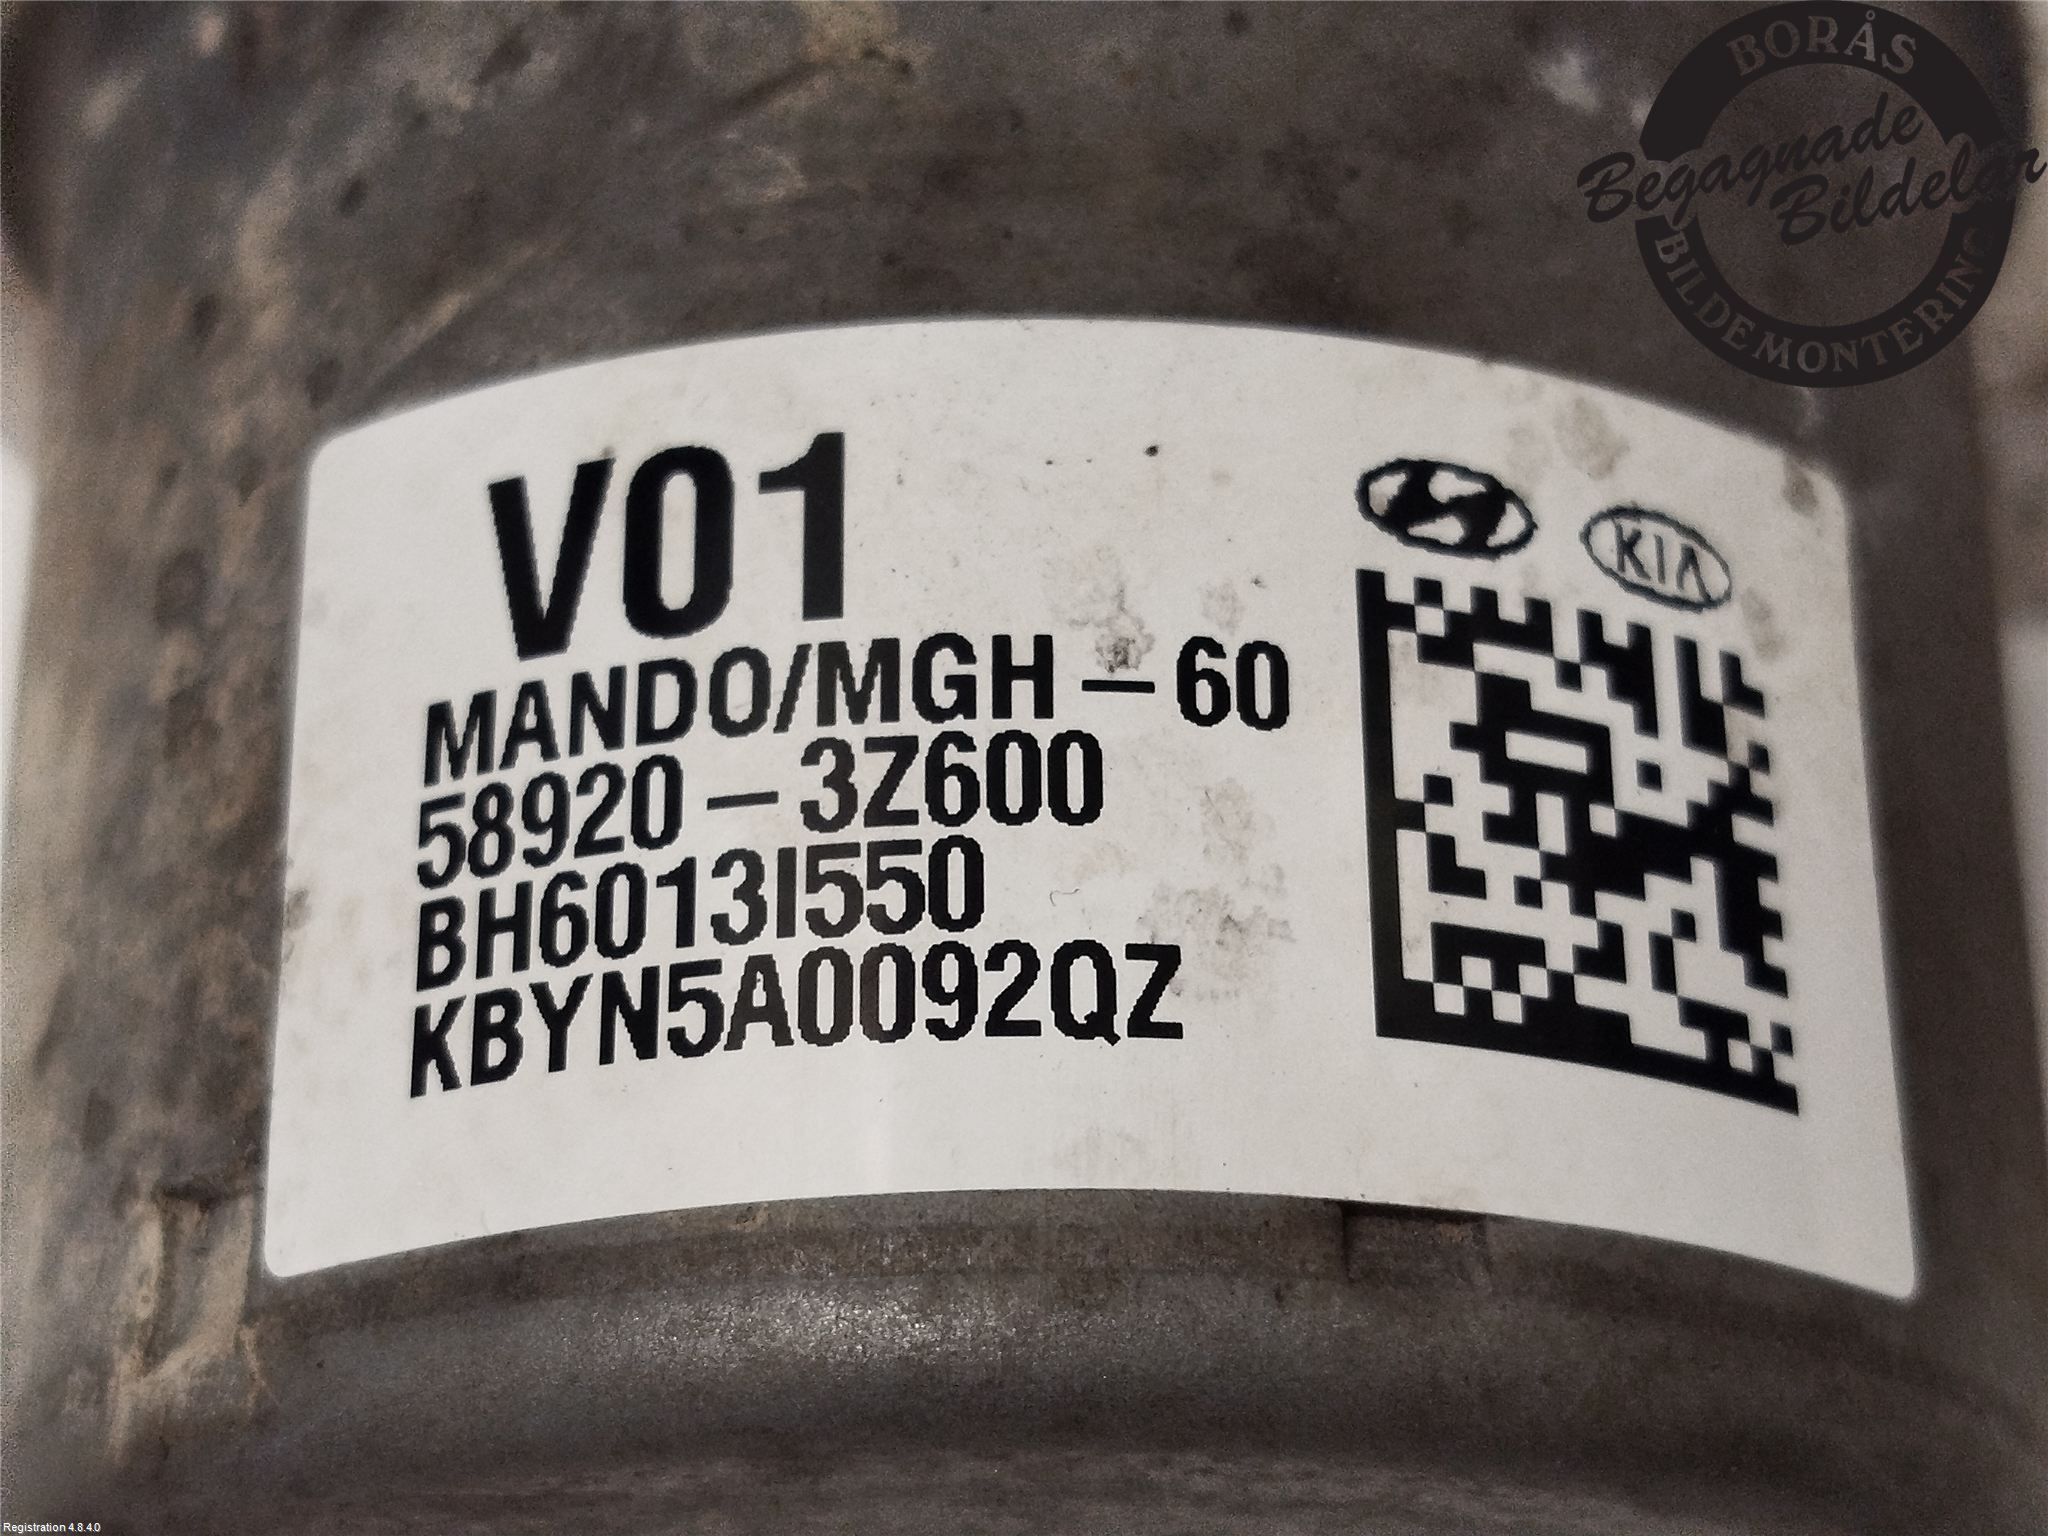 BORÅS
Begagnade
Bildelar
BILDEMONTERING
V01
KIA
MANDO/MGH-60
58920-3Z600
BH6013I550
KBYN5A0092QZ
Registration 4.8.4.0